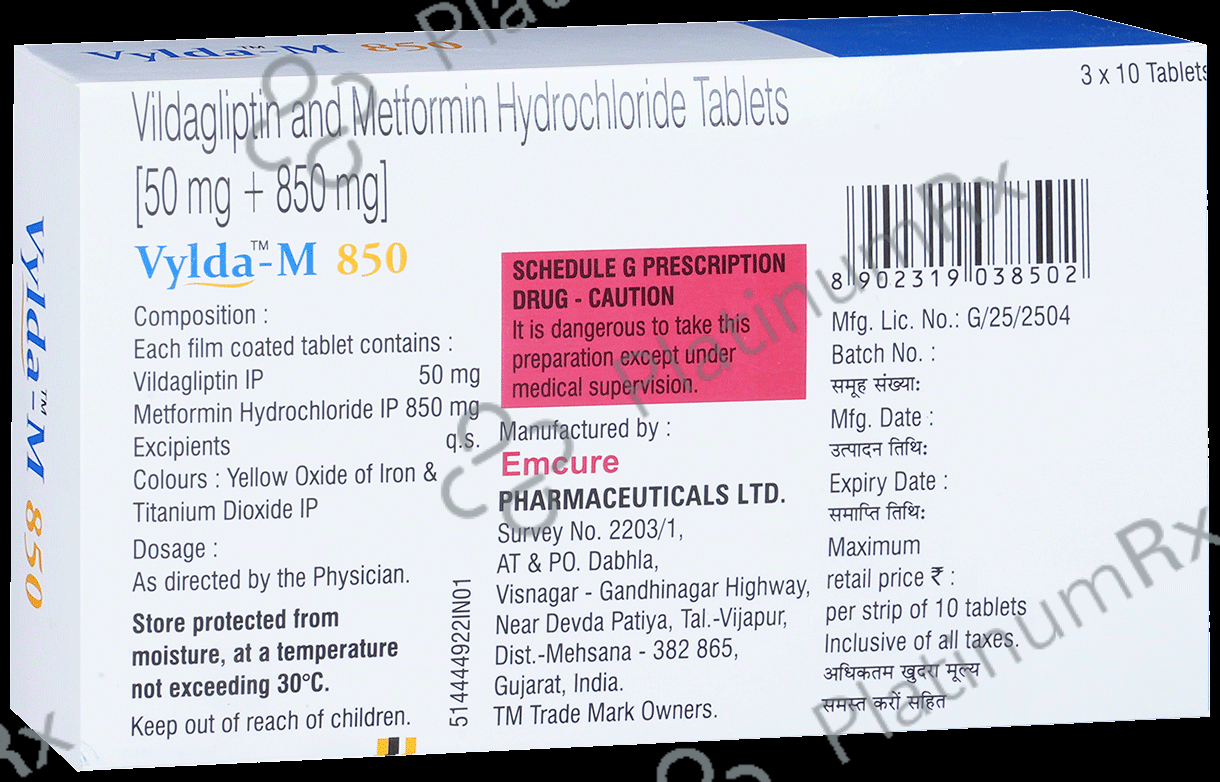 Vylda™-M 850
3 x 10 Tablets
Vildagliptin and Metformin Hydrochloride Tablets
[50 mg + 850 mg]
Vylda™-M 850
Composition :
Each film coated tablet contains :
Vildagliptin IP 50 mg
Metformin Hydrochloride IP 850 mg
Excipients q.s.
Colours : Yellow Oxide of Iron &
Titanium Dioxide IP
Dosage :
As directed by the Physician.
Store protected from
moisture, at a temperature
not exceeding 30°C.
Keep out of reach of children.
514444922IN01
SCHEDULE G PRESCRIPTION
DRUG - CAUTION
It is dangerous to take this
preparation except under
medical supervision.
Manufactured by :
Emcure
PHARMACEUTICALS LTD.
Survey No. 2203/1,
AT & PO. Dabhla,
Visnagar - Gandhinagar Highway,
Near Devda Patiya, Tal.-Vijapur,
Dist.-Mehsana - 382 865,
Gujarat, India.
TM Trade Mark Owners.
8 902319 038502
Mfg. Lic. No.: G/25/2504
Batch No. :
समूह संख्या:
Mfg. Date :
उत्पादन तिथि:
Expiry Date :
समाप्ति तिथि:
Maximum
retail price ₹ :
per strip of 10 tablets
Inclusive of all taxes.
अधिकतम खुदरा मूल्य
समस्त करों सहित
Vylda™-M 850
Platinum
PlatinumRx
PlatinumRx
Rx